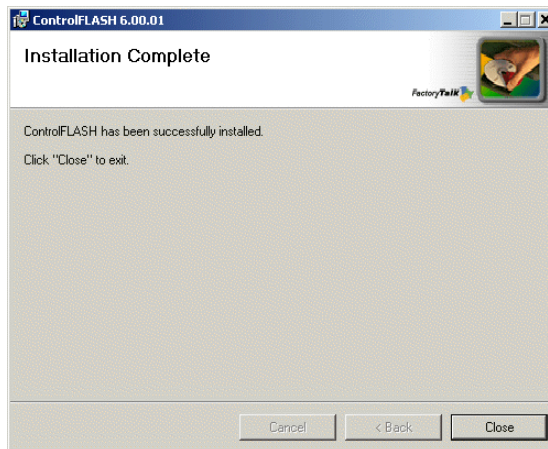 ControlFLASH 6.00.01
Installation Complete
FactoryTalk
ControlFLASH has been successfully installed.
Click "Close" to exit.
Cancel
< Back
Close